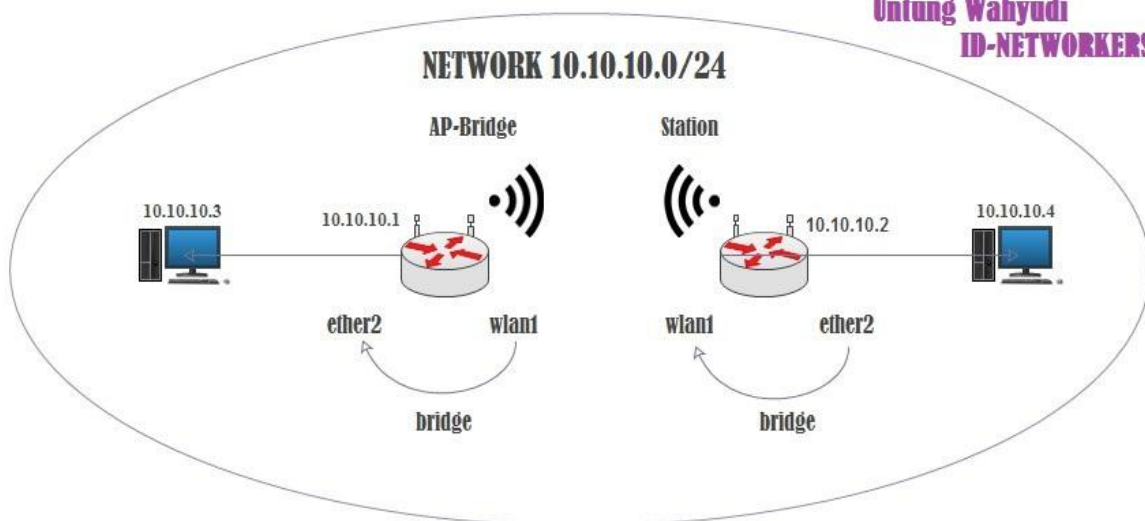 Untung Wahyudi
ID-NETWORKERS
NETWORK 10.10.10.0/24
AP-Bridge
Station
10.10.10.3
10.10.10.1
10.10.10.2
10.10.10.4
ether2
wlan1
wlan1
ether2
bridge
bridge